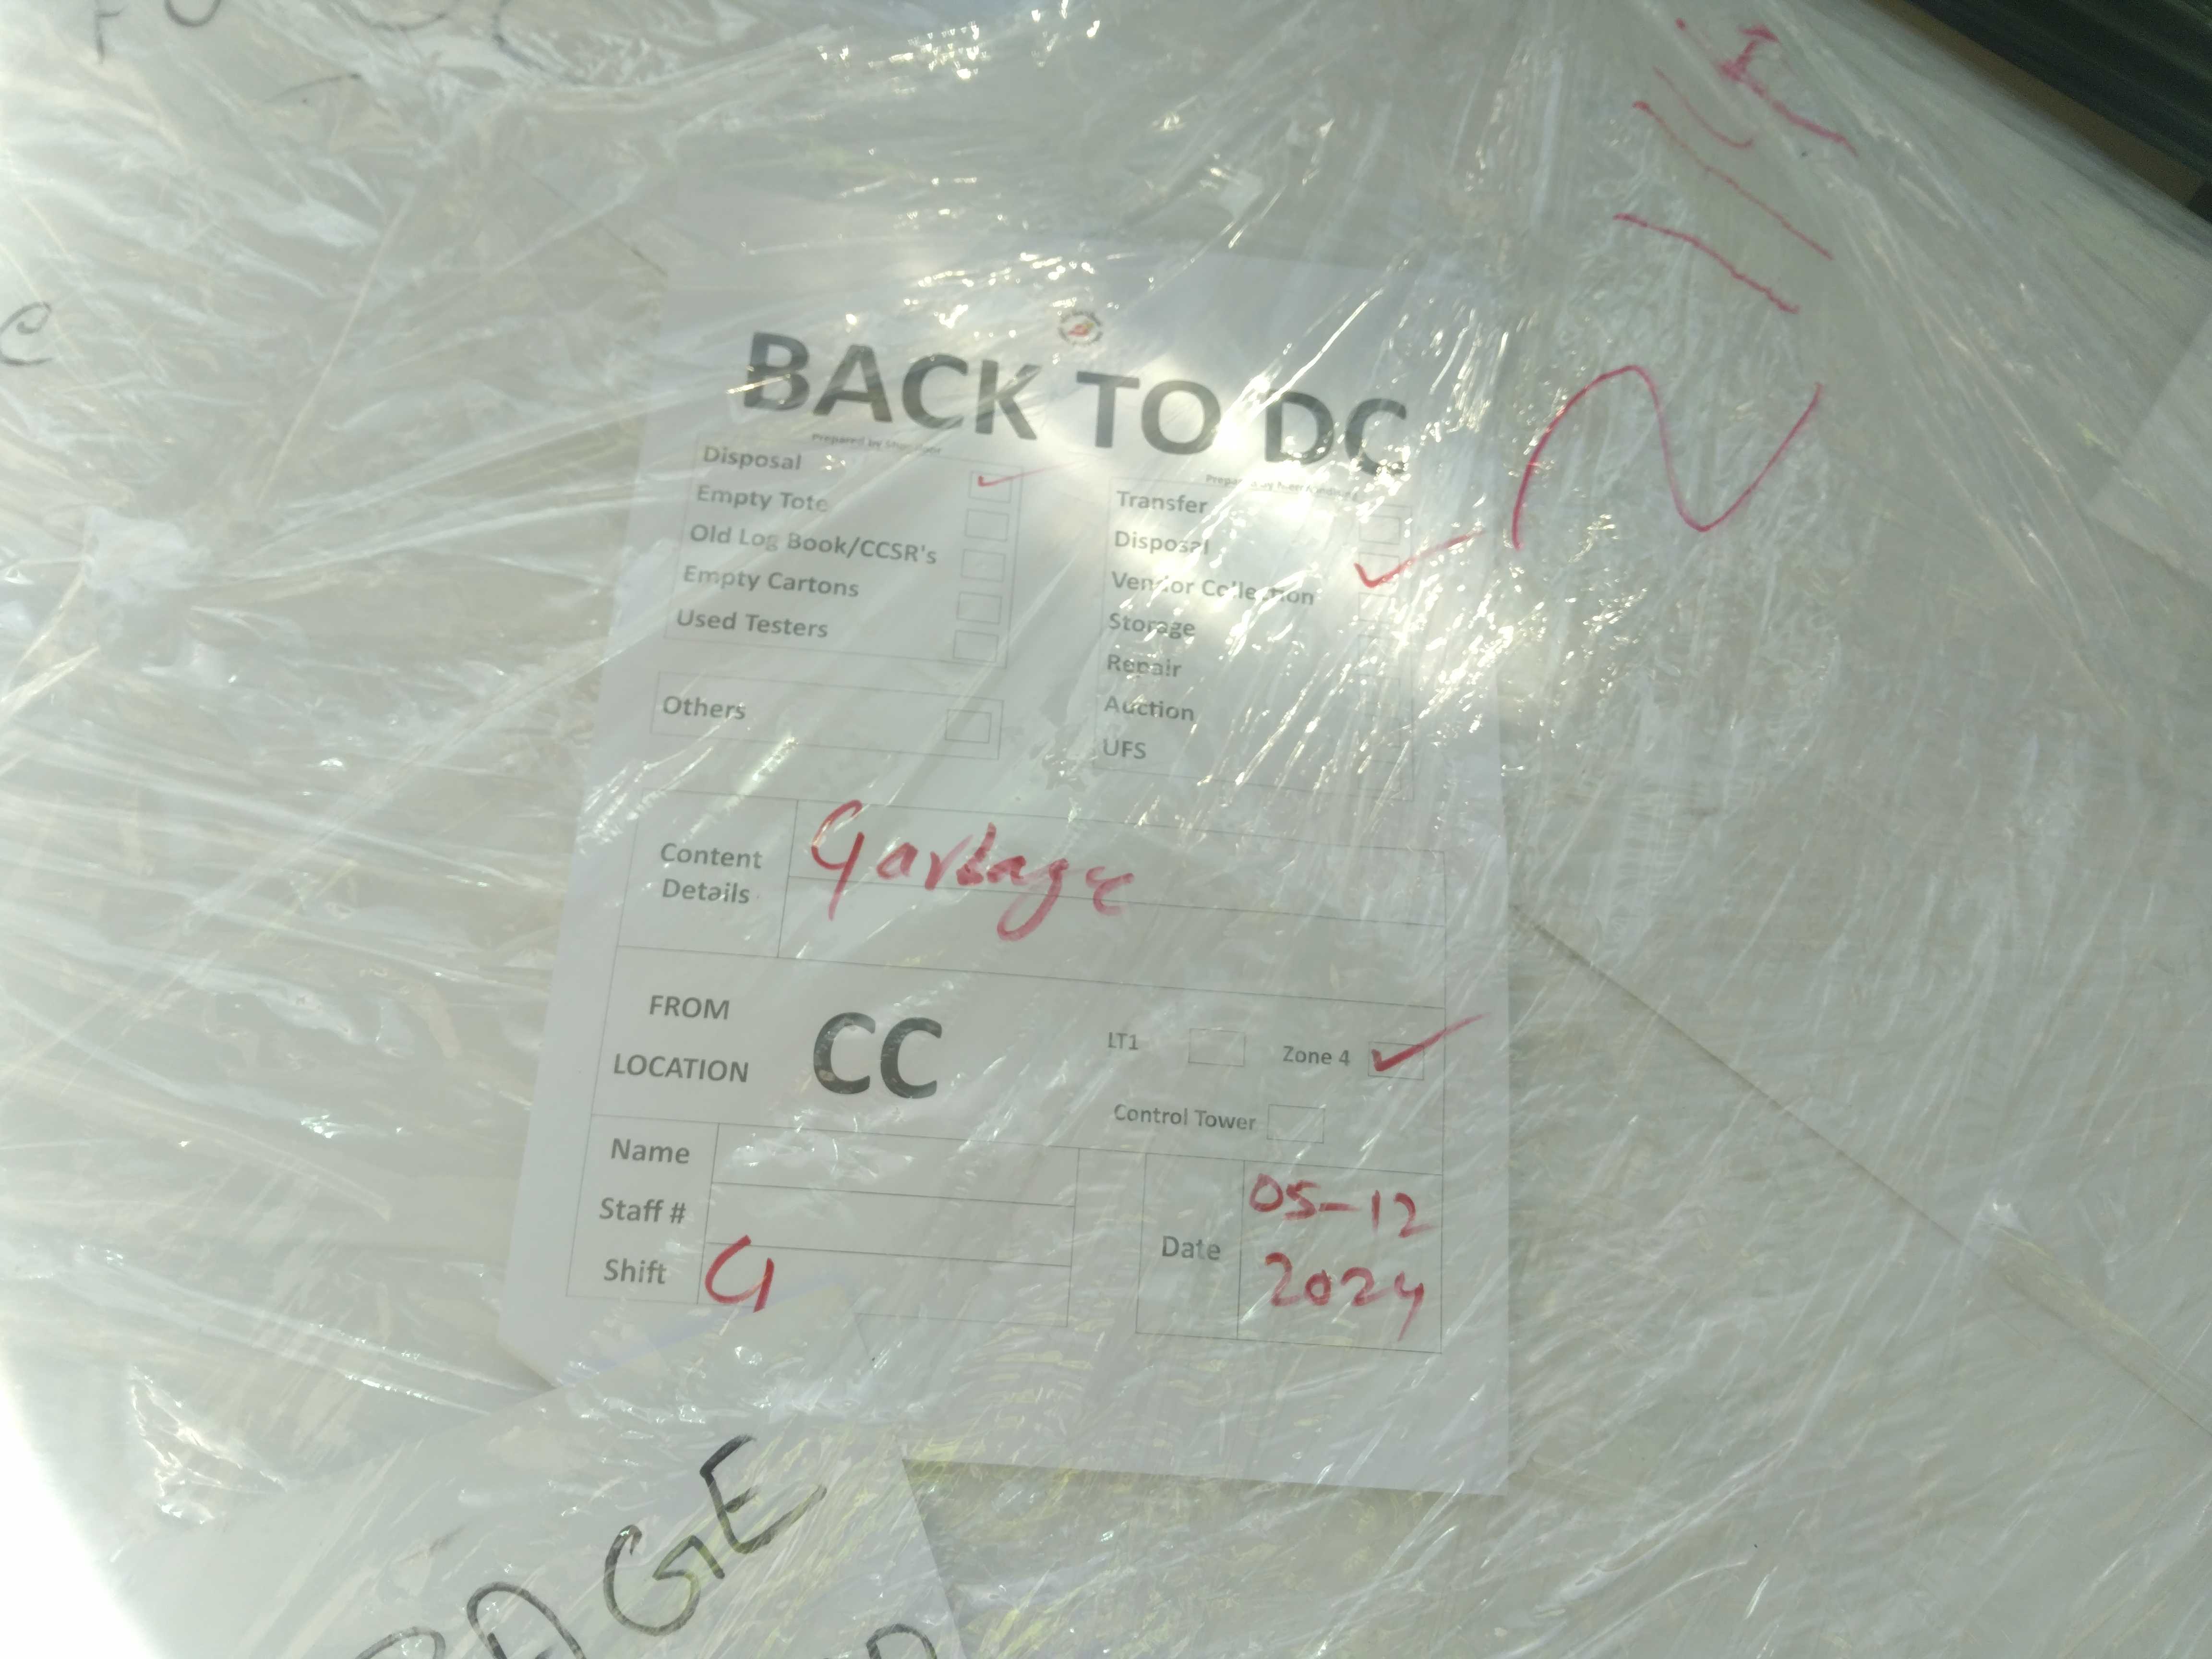 BACK TO DC
Disposal
Empty Tote
Old Log Book/CCSR's
Empty Cartons
Used Testers
Others
Transfer
Disposal
Vendor Collection
Storage
Repair
Auction
UFS
Content
Details
Garbage
FROM
LOCATION
CC
LT1
Zone 4
Control Tower
Name
Staff #
Shift
G
Date
05-12
2024